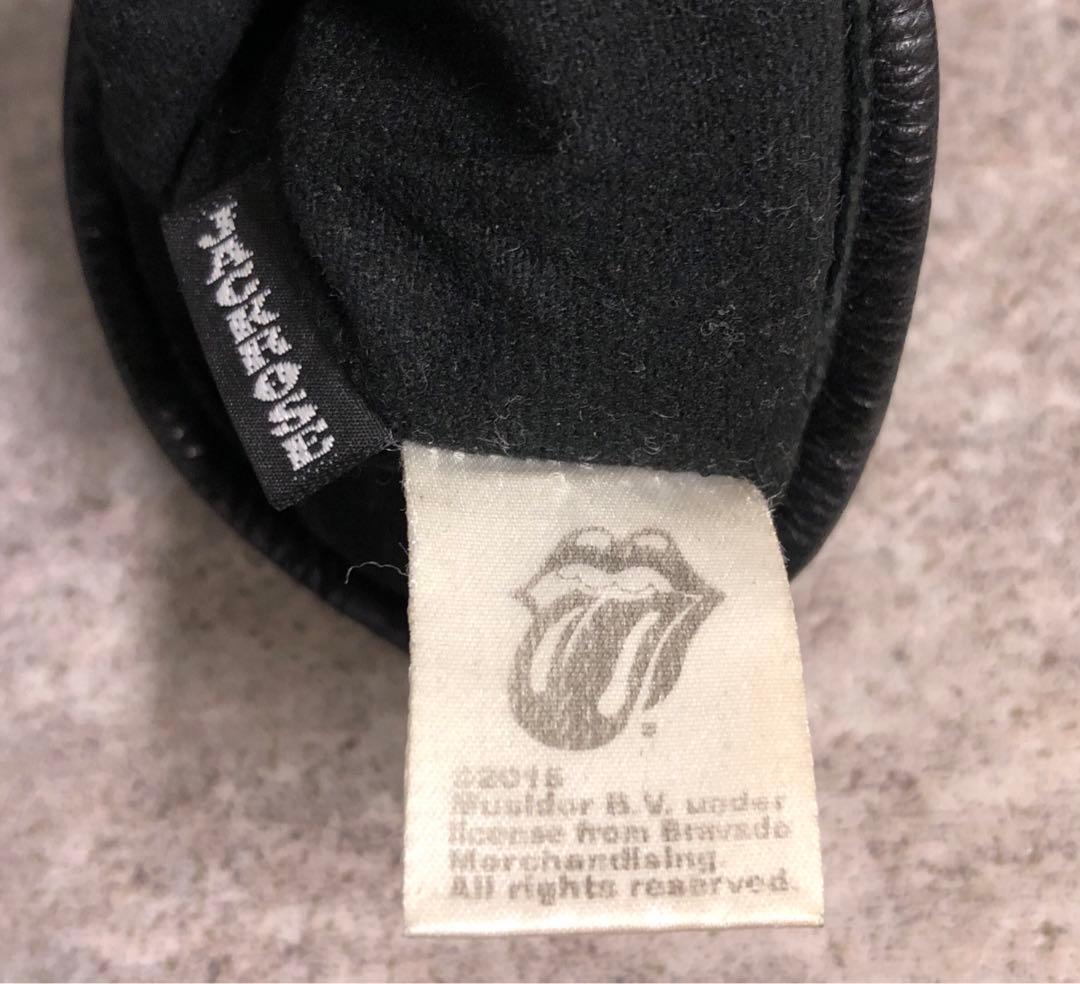 ©2015
Musidor B.V. under
license from Bravado
Merchandising.
All rights reserved.